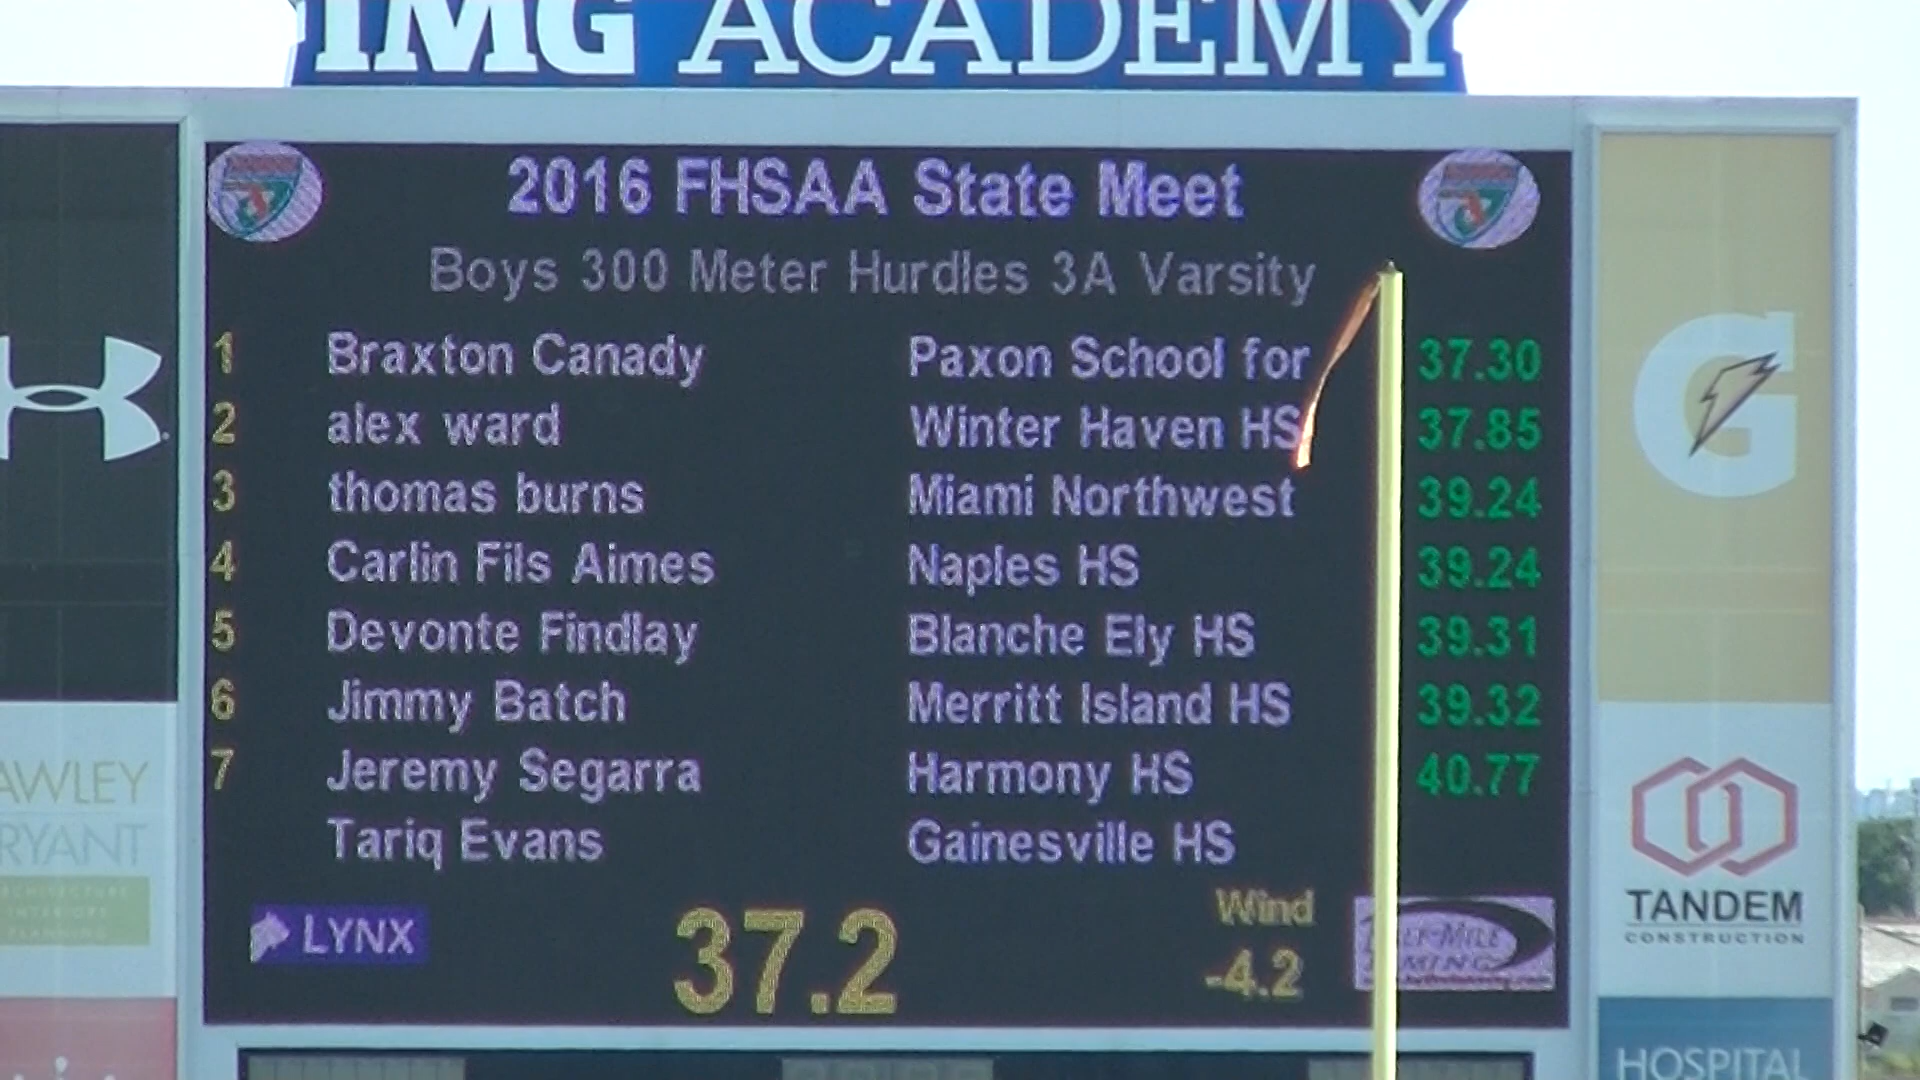 IMG ACADEMY
2016 FHSAA State Meet
Boys 300 Meter Hurdles 3A Varsity
1 Braxton Canady Paxon School for 37.30
2 alex ward Winter Haven HS 37.85
3 thomas burns Miami Northwest 39.24
4 Carlin Fils Aimes Naples HS 39.24
5 Devonte Findlay Blanche Ely HS 39.31
6 Jimmy Batch Merritt Island HS 39.32
7 Jeremy Segarra Harmony HS 40.77
Tariq Evans Gainesville HS
LYNX
37.2
Wind
-4.2
AWLEY
RYANT
G
TANDEM
CONSTRUCTION
HOSPITAL